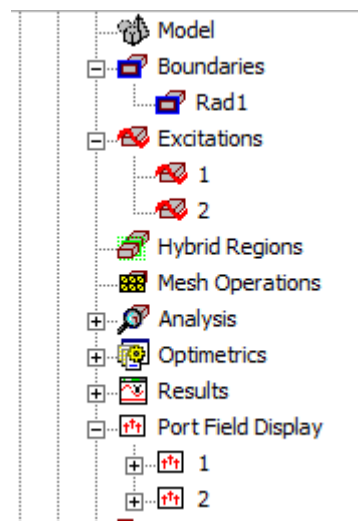 Model
Boundaries
Rad1
Excitations
1
2
Hybrid Regions
Mesh Operations
Analysis
Optimetrics
Results
Port Field Display
1
2